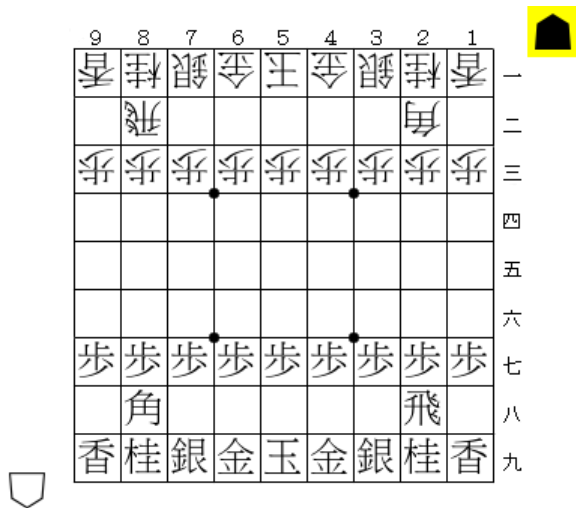 9 8 7 6 5 4 3 2 1
香 桂 銀 金 王 金 銀 桂 香 一
飛 角 二
歩 歩 歩 歩 歩 歩 歩 歩 歩 三
四
五
六
歩 歩 歩 歩 歩 歩 歩 歩 歩 七
角 飛 八
香 桂 銀 金 玉 金 銀 桂 香 九